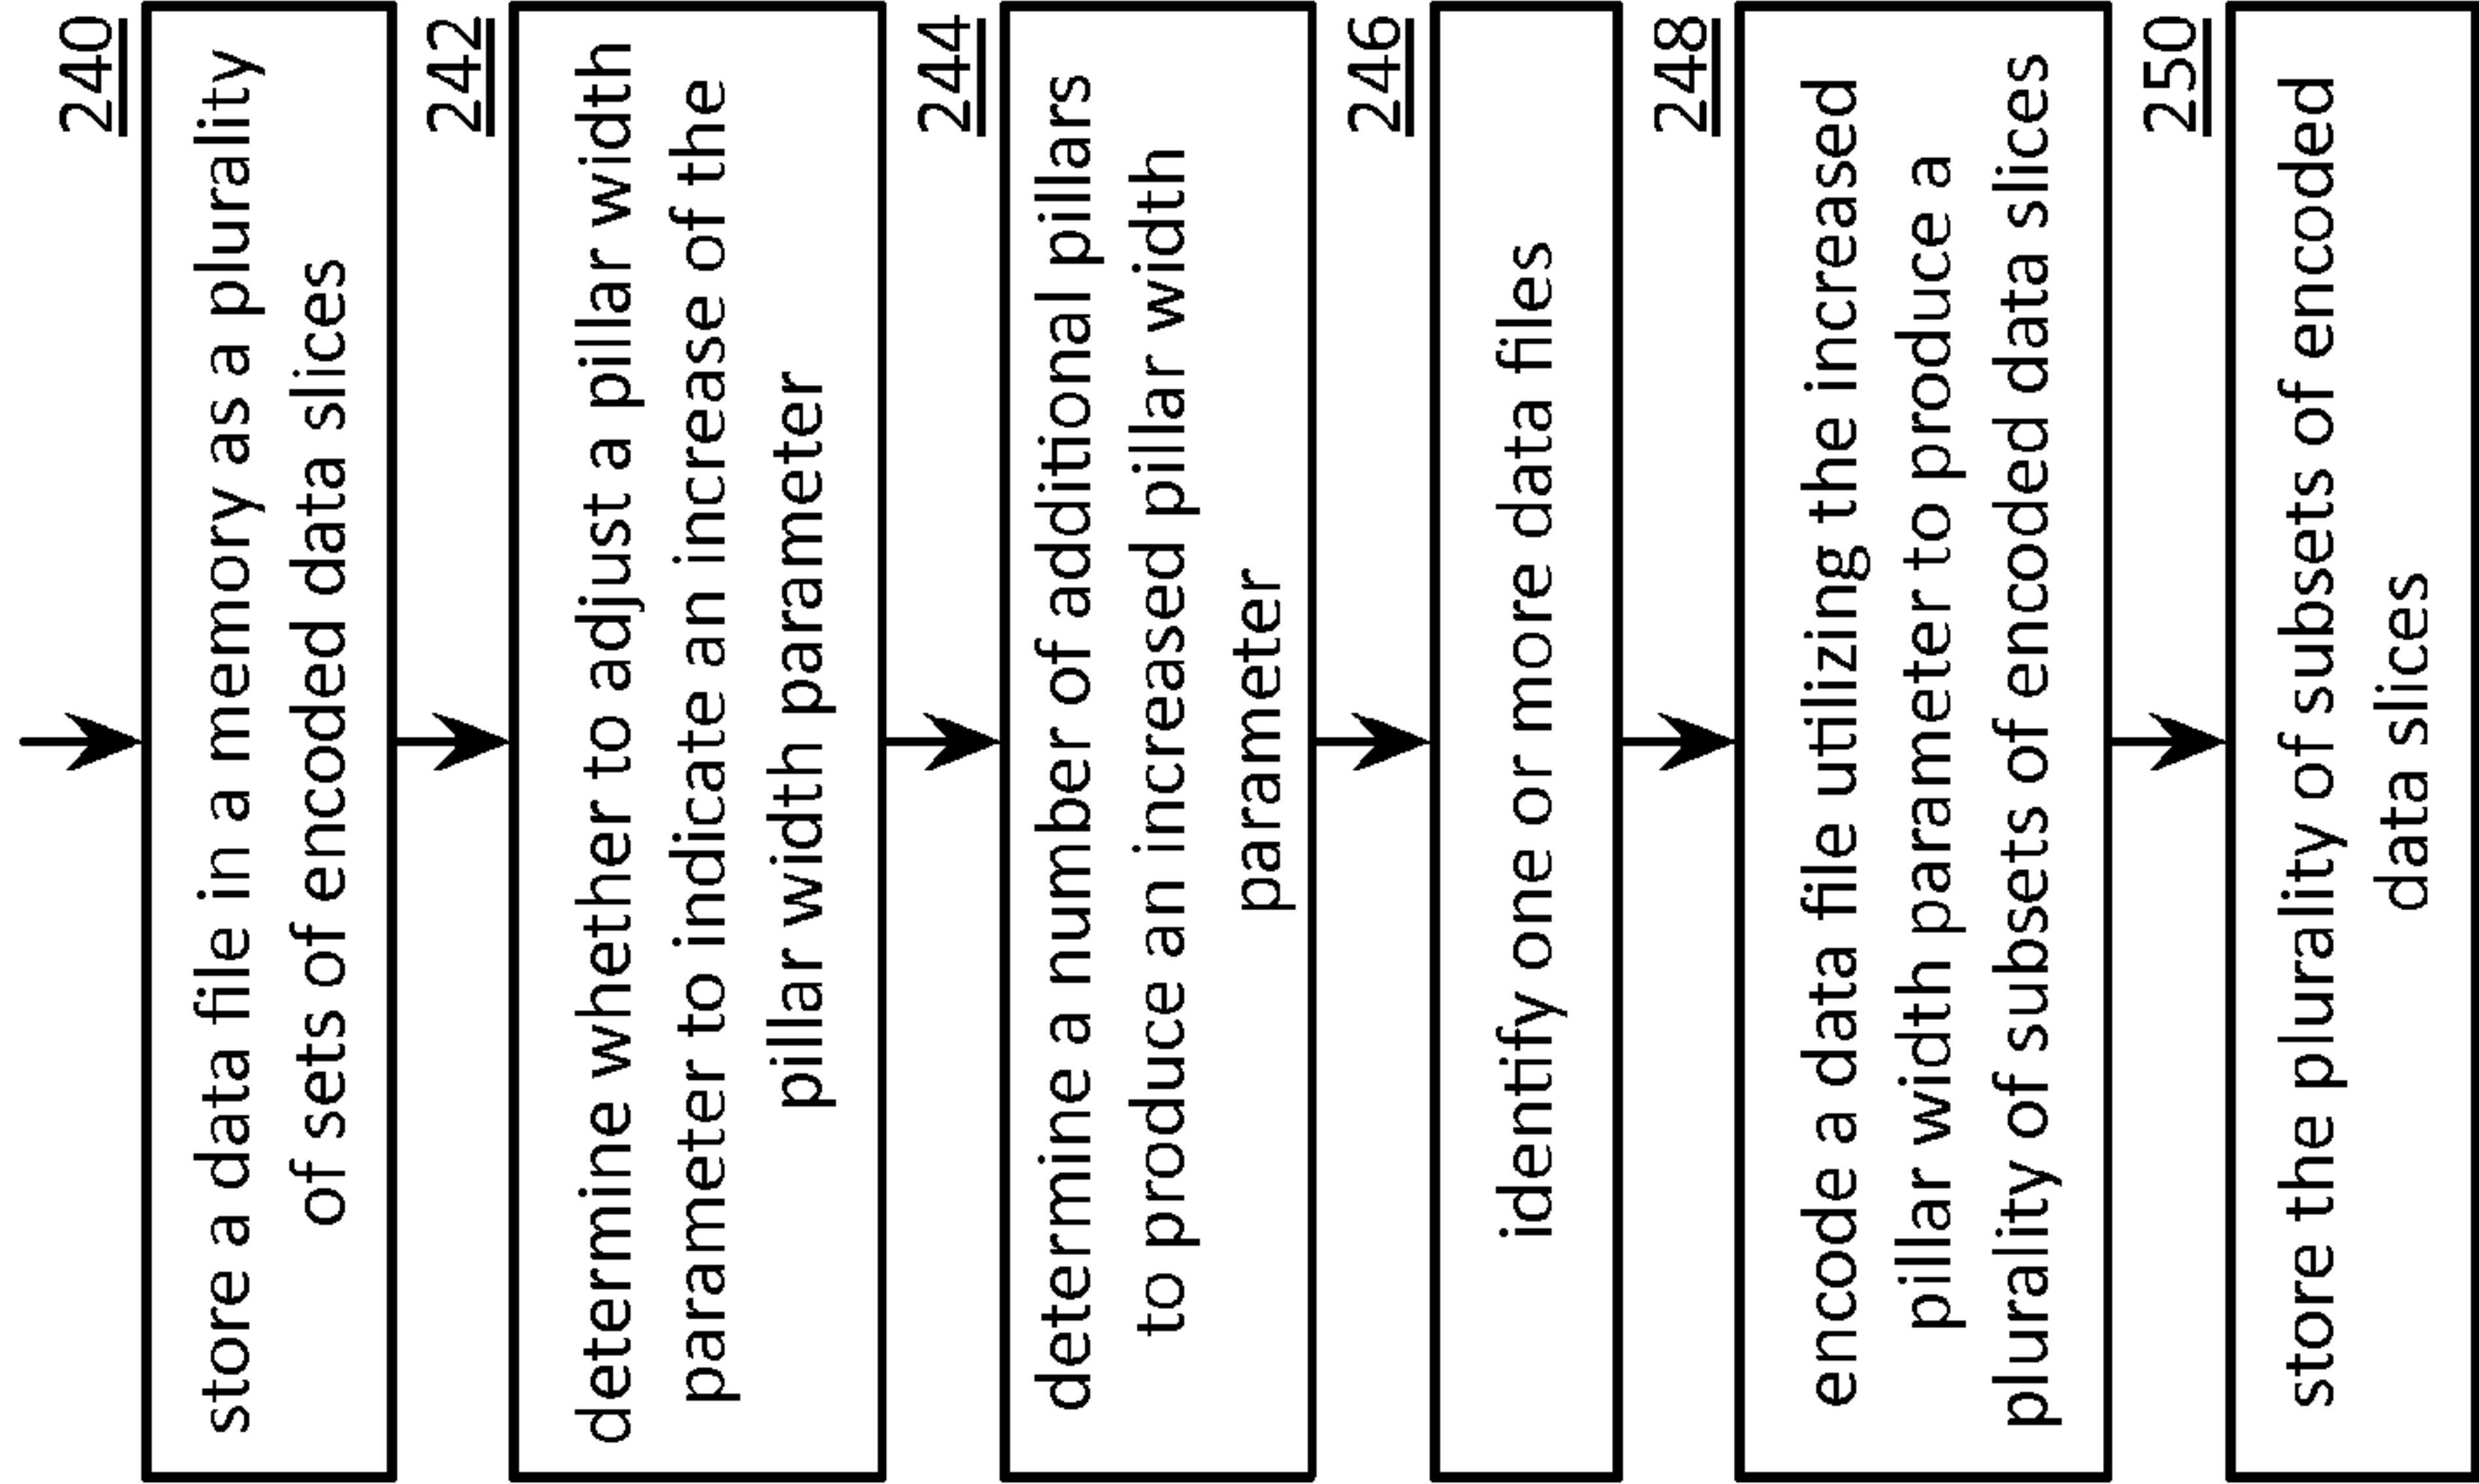 240
store a data file in a memory as a plurality
of sets of encoded data slices
242
determine whether to adjust a pillar width
parameter to indicate an increase of the
pillar width parameter
244
determine a number of additional pillars
to produce an increased pillar width
parameter
246
identify one or more data files
248
encode a data file utilizing the increased
pillar width parameter to produce a
plurality of subsets of encoded data slices
250
store the plurality of subsets of encoded
data slices